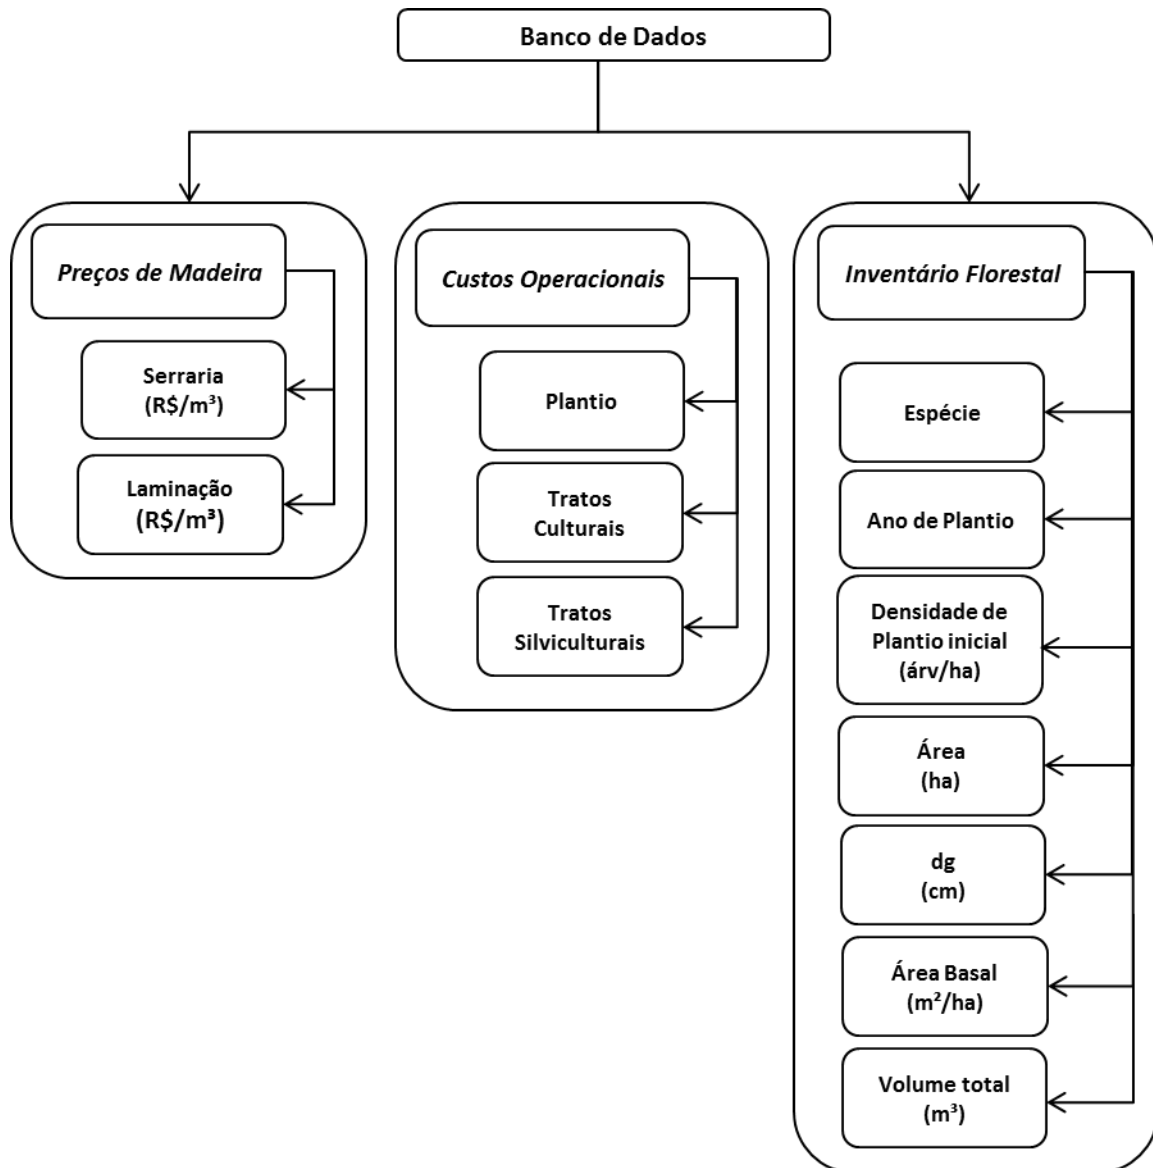 Banco de Dados
Preços de Madeira
Serraria
(R$/m³)
Laminação
(R$/m³)
Custos Operacionais
Plantio
Tratos
Culturais
Tratos
Silviculturais
Inventário Florestal
Espécie
Ano de Plantio
Densidade de
Plantio inicial
(árv/ha)
Área
(ha)
dg
(cm)
Área Basal
(m²/ha)
Volume total
(m³)